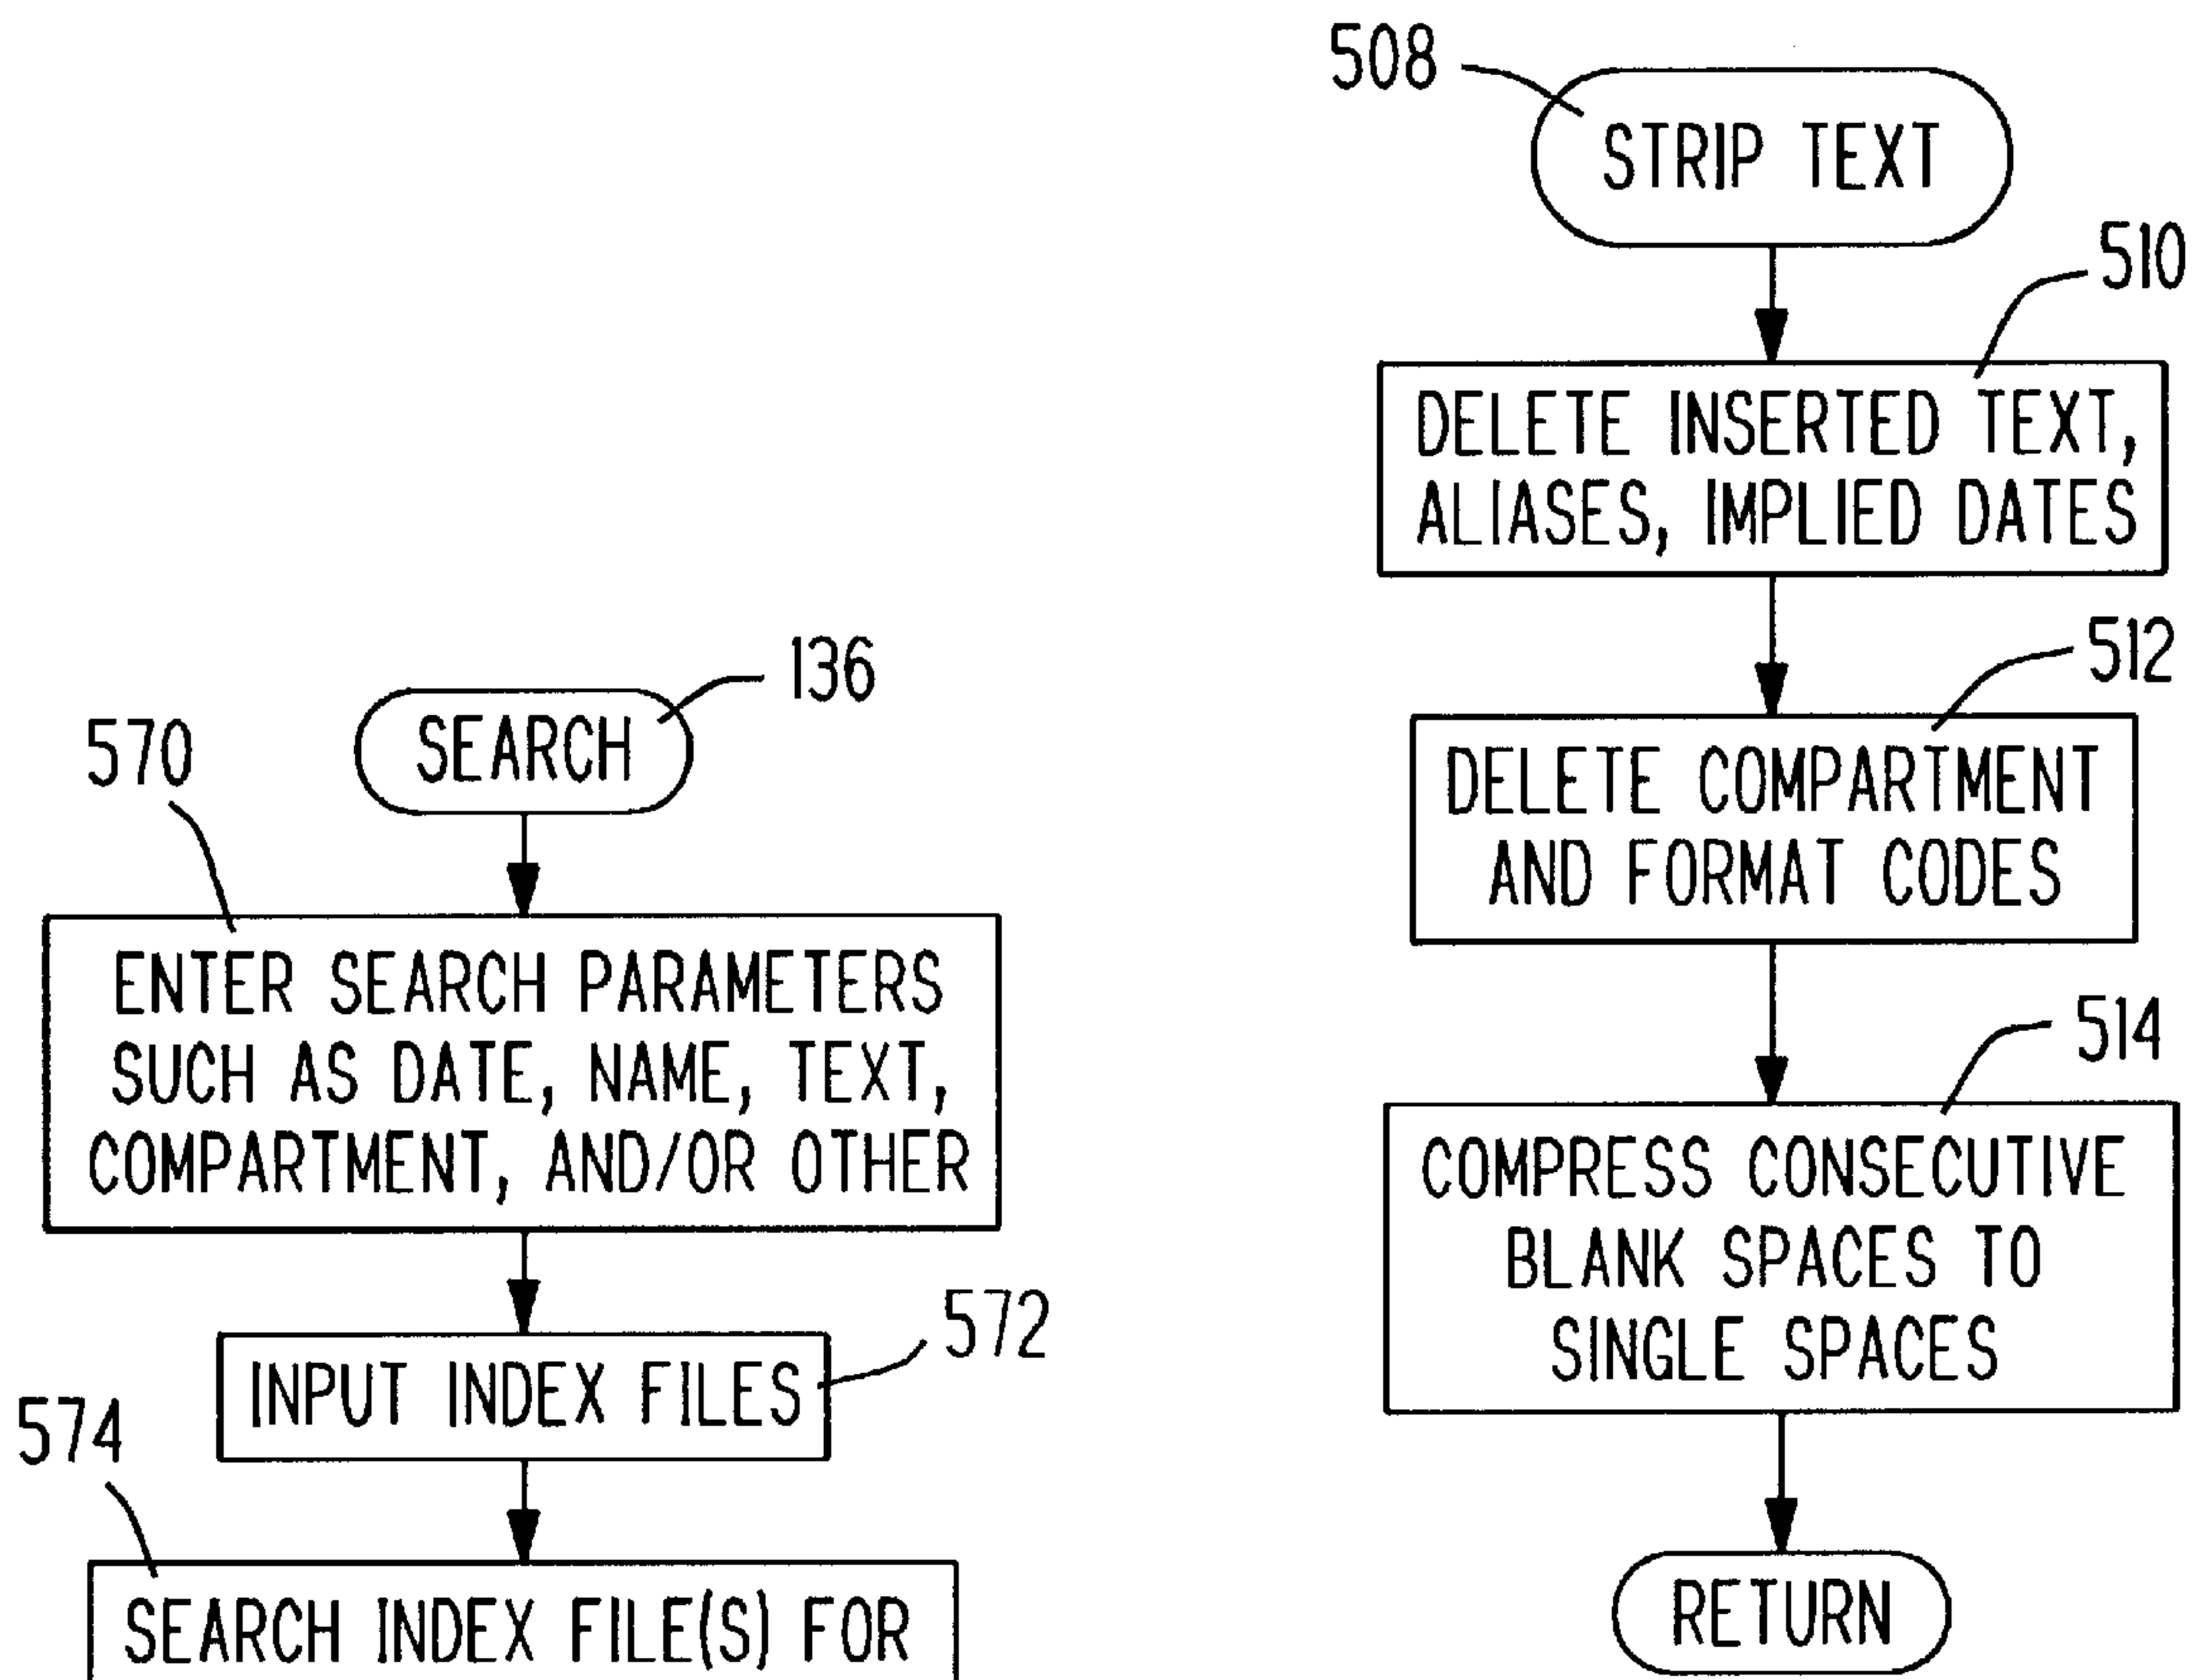 136
SEARCH
570
ENTER SEARCH PARAMETERS
SUCH AS DATE, NAME, TEXT,
COMPARTMENT, AND/OR OTHER
572
INPUT INDEX FILES
574
SEARCH INDEX FILE(S) FOR
508
STRIP TEXT
510
DELETE INSERTED TEXT,
ALIASES, IMPLIED DATES
512
DELETE COMPARTMENT
AND FORMAT CODES
514
COMPRESS CONSECUTIVE
BLANK SPACES TO
SINGLE SPACES
RETURN